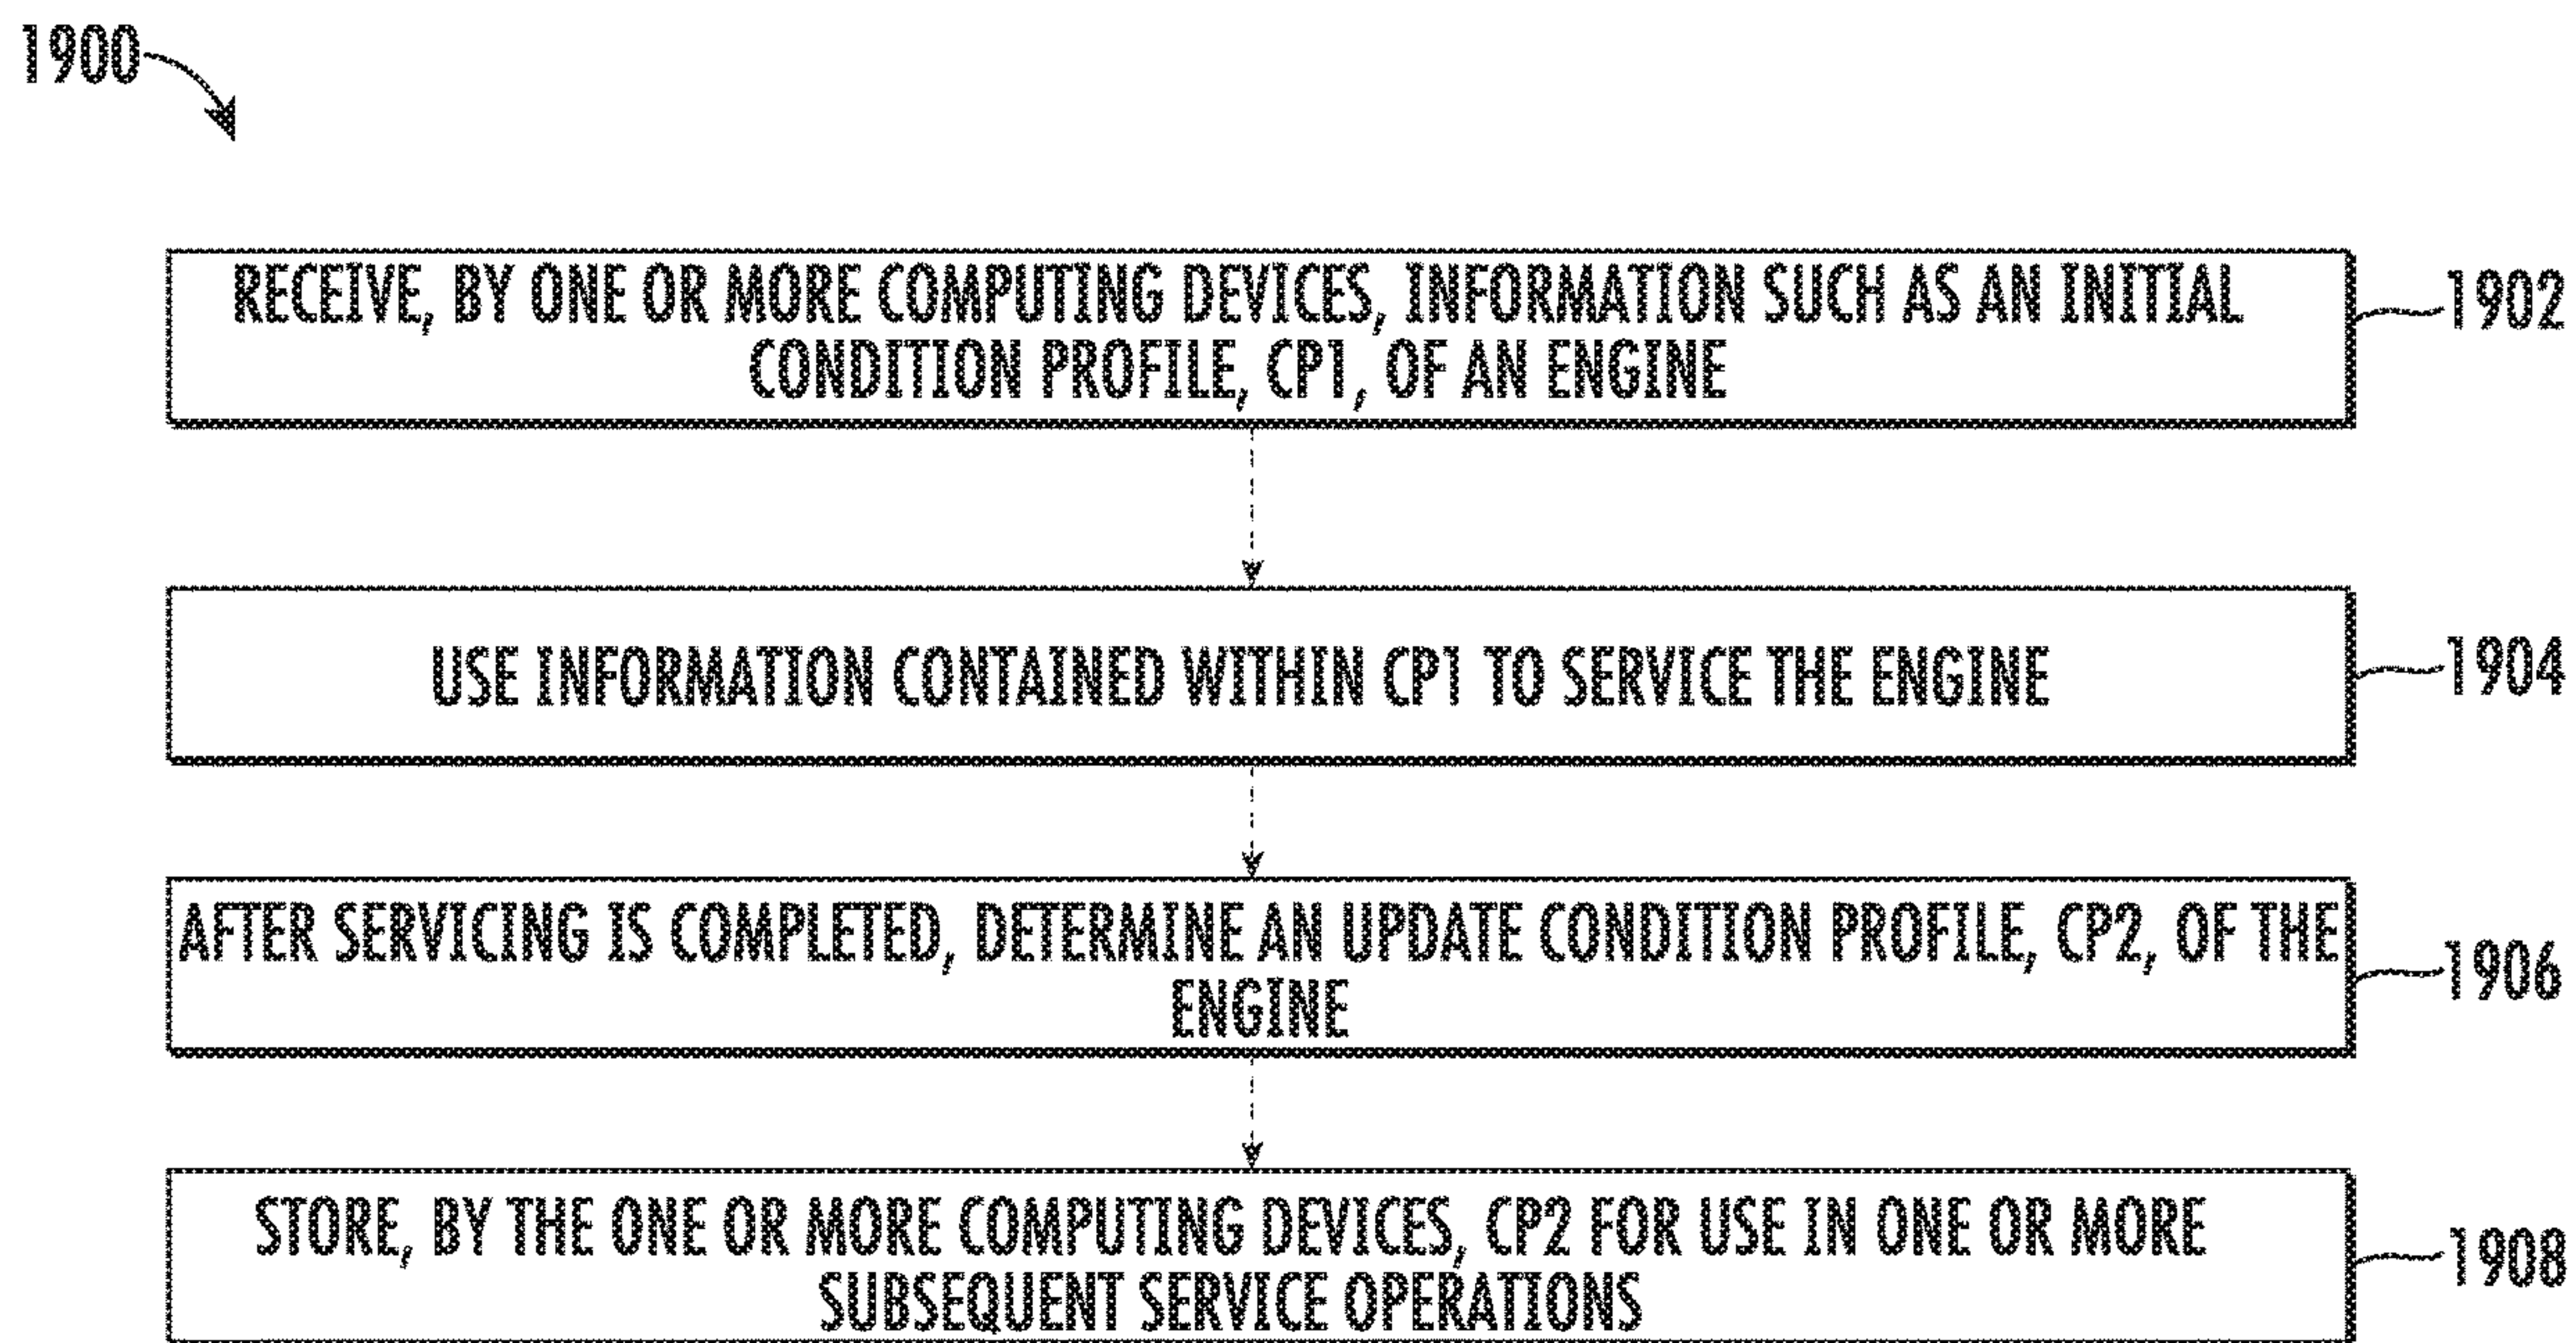 1900
RECEIVE, BY ONE OR MORE COMPUTING DEVICES, INFORMATION SUCH AS AN INITIAL
CONDITION PROFILE, CP1, OF AN ENGINE
1902
USE INFORMATION CONTAINED WITHIN CP1 TO SERVICE THE ENGINE
1904
AFTER SERVICING IS COMPLETED, DETERMINE AN UPDATE CONDITION PROFILE, CP2, OF THE
ENGINE
1906
STORE, BY THE ONE OR MORE COMPUTING DEVICES, CP2 FOR USE IN ONE OR MORE
SUBSEQUENT SERVICE OPERATIONS
1908